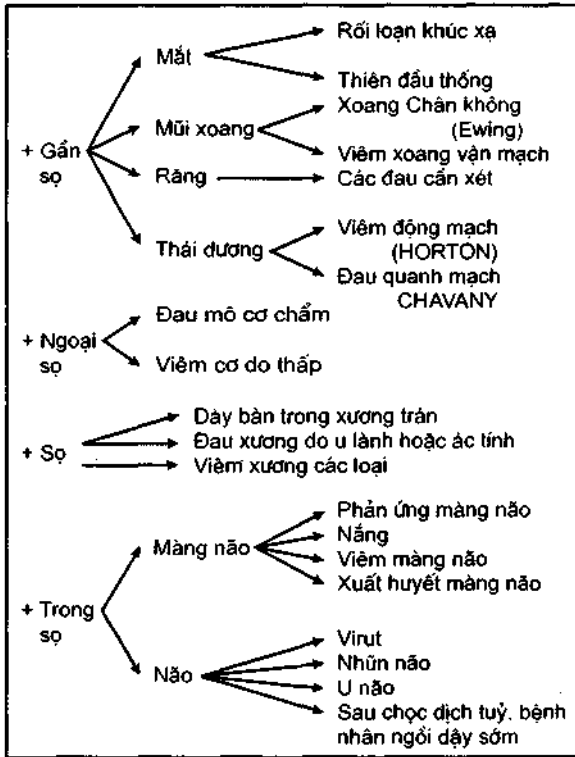 Rối loạn khúc xạ
Mắt
Thiên đầu thống
Xoang Chân không
(Ewing)
Mũi xoang
+ Gần
sọ
Viêm xoang vận mạch
Răng
Các đau cần xét
Viêm động mạch
(HORTON)
Thái dương
Đau quanh mạch
CHAVANY
Đau mô cơ chẩm
+ Ngoại
sọ
Viêm cơ do thấp
Dày bàn trong xương trán
+ Sọ
Đau xương do u lành hoặc ác tính
Viêm xương các loại
Phản ứng màng não
Màng não
Nắng
Viêm màng não
Xuất huyết màng não
+ Trong
sọ
Virut
Não
Nhũn não
U não
Sau chọc dịch tuỷ, bệnh
nhân ngồi dậy sớm